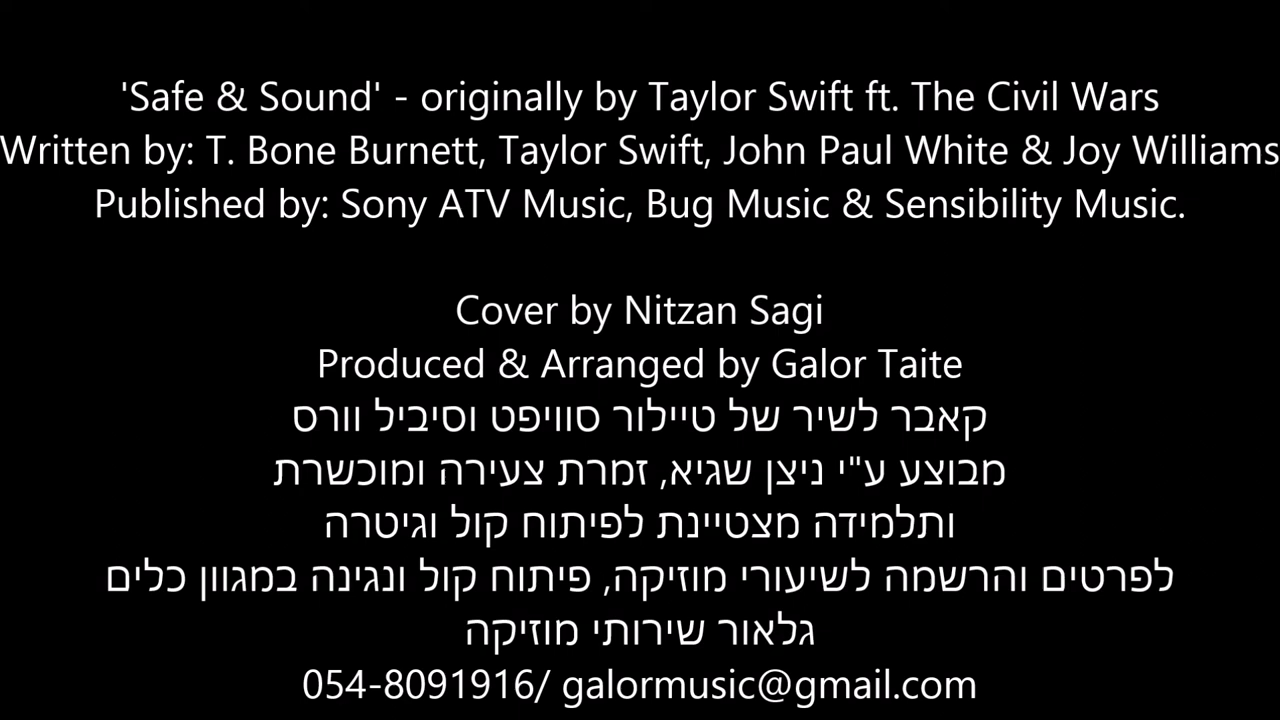 'Safe & Sound' - originally by Taylor Swift ft. The Civil Wars
Written by: T. Bone Burnett, Taylor Swift, John Paul White & Joy Williams
Published by: Sony ATV Music, Bug Music & Sensibility Music.
Cover by Nitzan Sagi
Produced & Arranged by Galor Taite
קאבר לשיר של טיילור סוויפט וסיביל וורס
מבוצע ע"י ניצן שגיא, זמרת צעירה ומוכשרת
ותלמידה מצטיינת לפיתוח קול וגיטרה
לפרטים והרשמה לשיעורי מוזיקה, פיתוח קול ונגינה במגוון כלים
גלאור שירותי מוזיקה
054-8091916/ galormusic@gmail.com